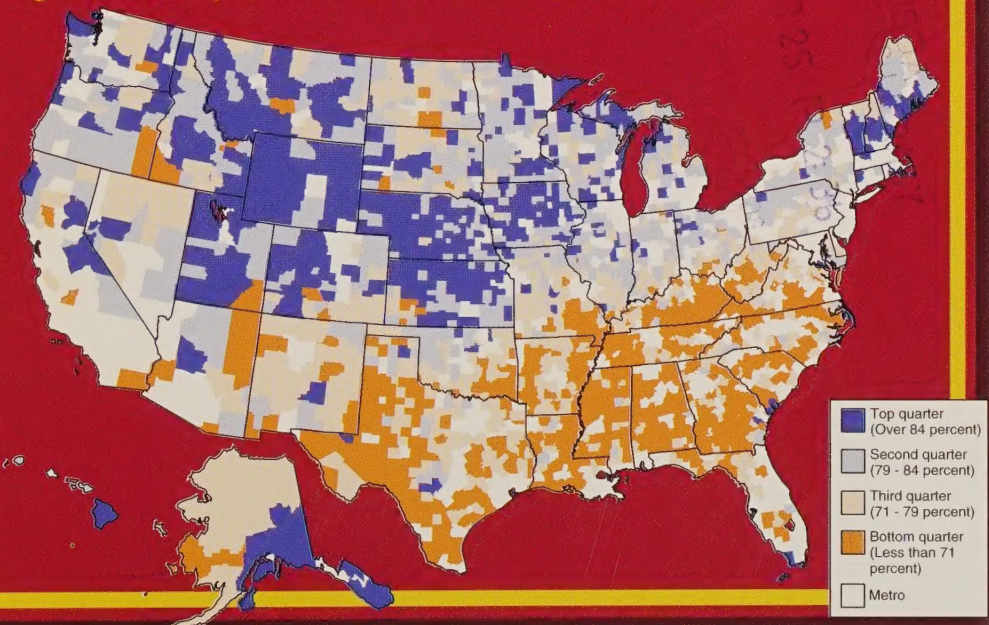 25
Top quarter
(Over 84 percent)
Second quarter
(79 - 84 percent)
Third quarter
(71 - 79 percent)
Bottom quarter
(Less than 71
percent)
Metro